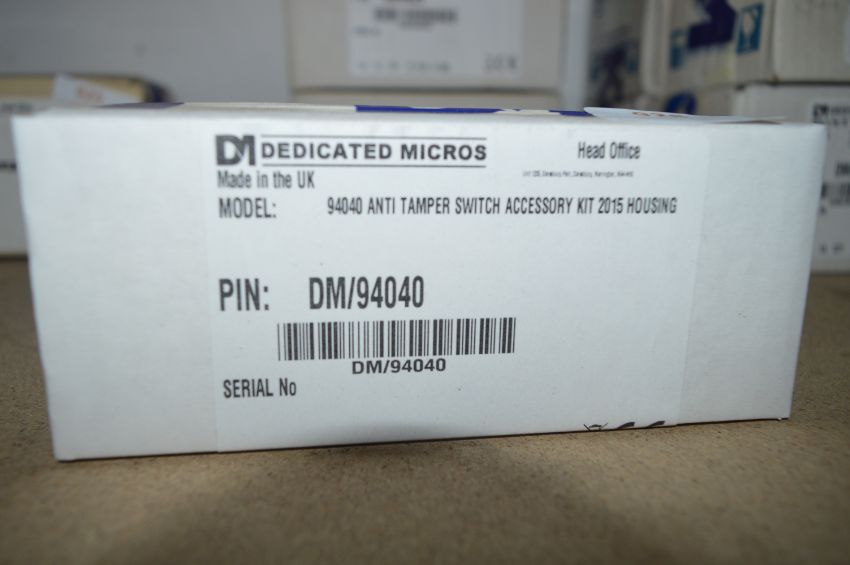 DM DEDICATED MICROS Head Office
Made in the UK
MODEL: 94040 ANTI TAMPER SWITCH ACCESSORY KIT 2015 HOUSING
PIN: DM/94040
DM/94040
SERIAL No